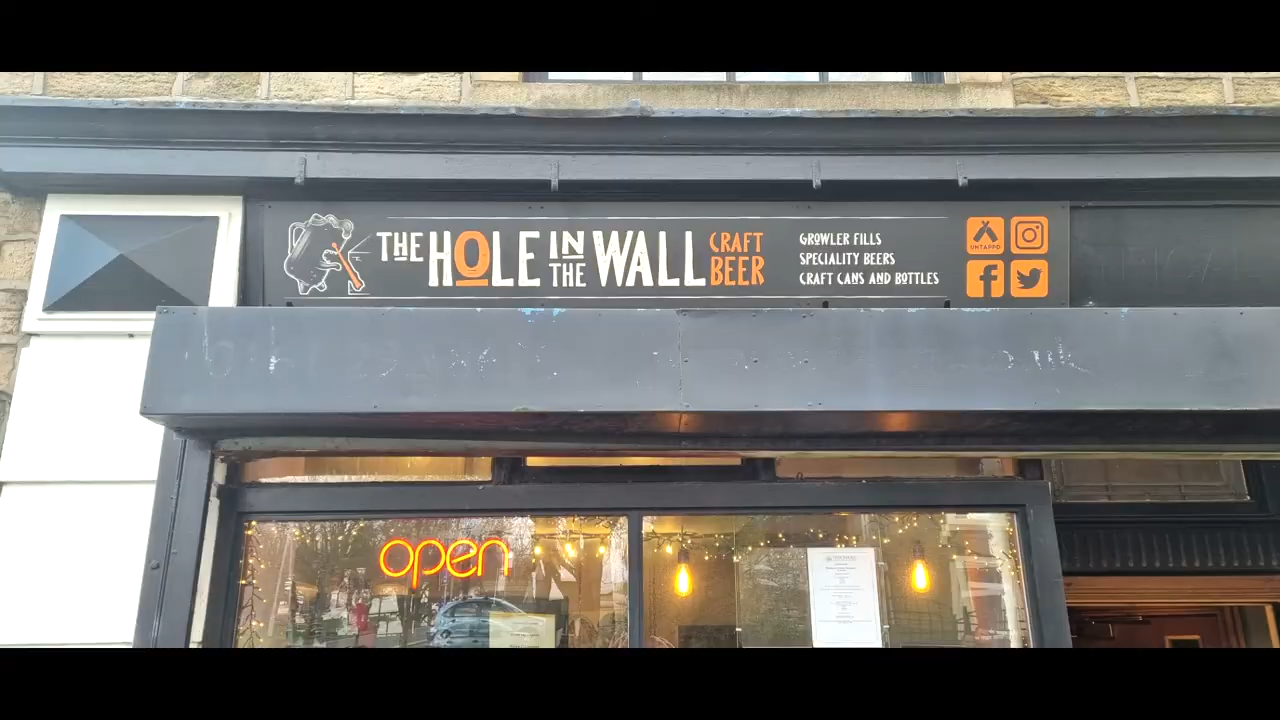 THE HOLE IN THE WALL CRAFT BEER
GROWLER FILLS
SPECIALITY BEERS
CRAFT CANS AND BOTTLES
UNTAPPD
open